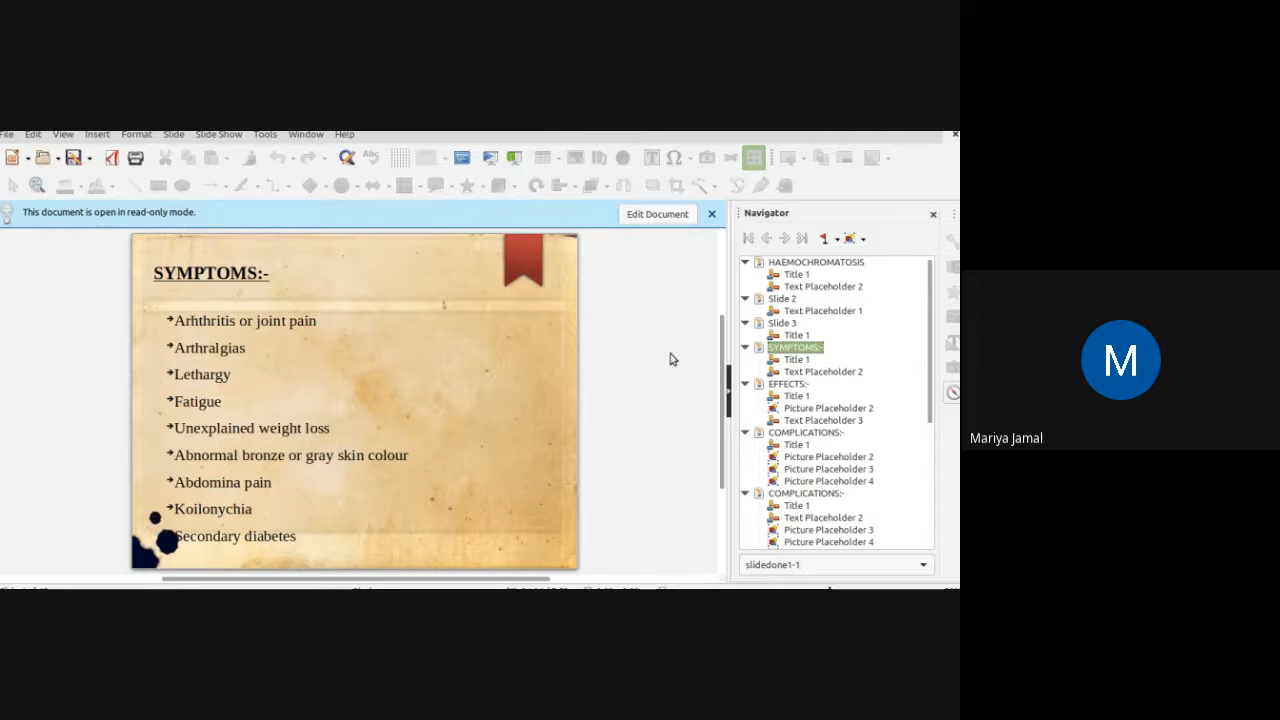 File Edit View Insert Format Slide Slide Show Tools Window Help
This document is open in read-only mode.
Edit Document
SYMPTOMS:-
Arhthritis or joint pain
Arthralgias
Lethargy
Fatigue
Unexplained weight loss
Abnormal bronze or gray skin colour
Abdomina pain
Koilonychia
Secondary diabetes
Navigator
HAEMOCHROMATOSIS
Title 1
Text Placeholder 2
Slide 2
Text Placeholder 1
Slide 3
Title 1
SYMPTOMS:-
Title 1
Text Placeholder 2
EFFECTS:-
Title 1
Picture Placeholder 2
Text Placeholder 3
COMPLICATIONS:-
Title 1
Picture Placeholder 2
Picture Placeholder 3
Picture Placeholder 4
COMPLICATIONS:-
Title 1
Text Placeholder 2
Picture Placeholder 3
Picture Placeholder 4
slidedone1-1
M
Mariya Jamal